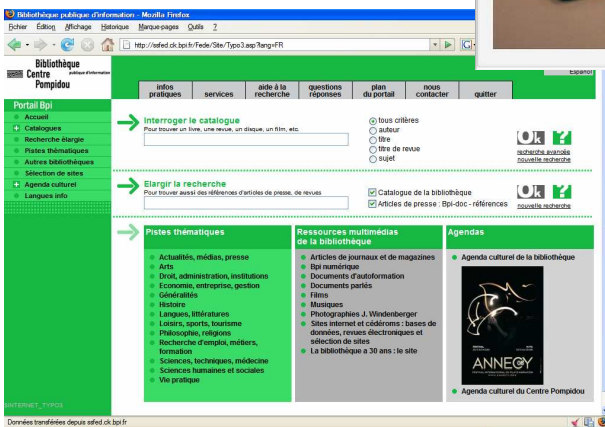 Bibliothèque publique d'information - Mozilla Firefox
Fichier Édition Affichage Historique Marque-pages Outils ?
http://ssfed.ck.bpi.fr/Fede/Site/Typo3.asp?lang=FR
Bibliothèque
publique d'information
Centre
Pompidou
Español
infos pratiques
services
aide à la recherche
questions réponses
plan du portail
nous contacter
quitter
Portail Bpi
Accueil
Catalogues
Recherche élargie
Pistes thématiques
Autres bibliothèques
Sélection de sites
Agenda culturel
Langues info
Interroger le catalogue
Pour trouver un livre, une revue, un disque, un film, etc.
tous critères
auteur
titre
titre de revue
sujet
Ok ?
recherche avancée
nouvelle recherche
Elargir la recherche
Pour trouver aussi des références d'articles de presse, de revues
Catalogue de la bibliothèque
Articles de presse : Bpi-doc - références
Ok ?
nouvelle recherche
Pistes thématiques
Actualités, médias, presse
Arts
Droit, administration, institutions
Economie, entreprise, gestion
Généralités
Histoire
Langues, littératures
Loisirs, sports, tourisme
Philosophie, religions
Recherche d'emploi, métiers,
formation
Sciences, techniques, médecine
Sciences humaines et sociales
Vie pratique
Ressources multimédias
de la bibliothèque
Articles de journaux et de magazines
Bpi numérique
Documents d'autoformation
Documents parlés
Films
Musiques
Photographies J. Windenberger
Sites internet et cédéroms : bases de
données, revues électroniques et
sélection de sites
La bibliothèque a 30 ans : le site
Agendas
Agenda culturel de la bibliothèque
ANNECY
Agenda culturel du Centre Pompidou
INTERNET_TYPO3
Données transférées depuis ssfed.ck.bpi.fr